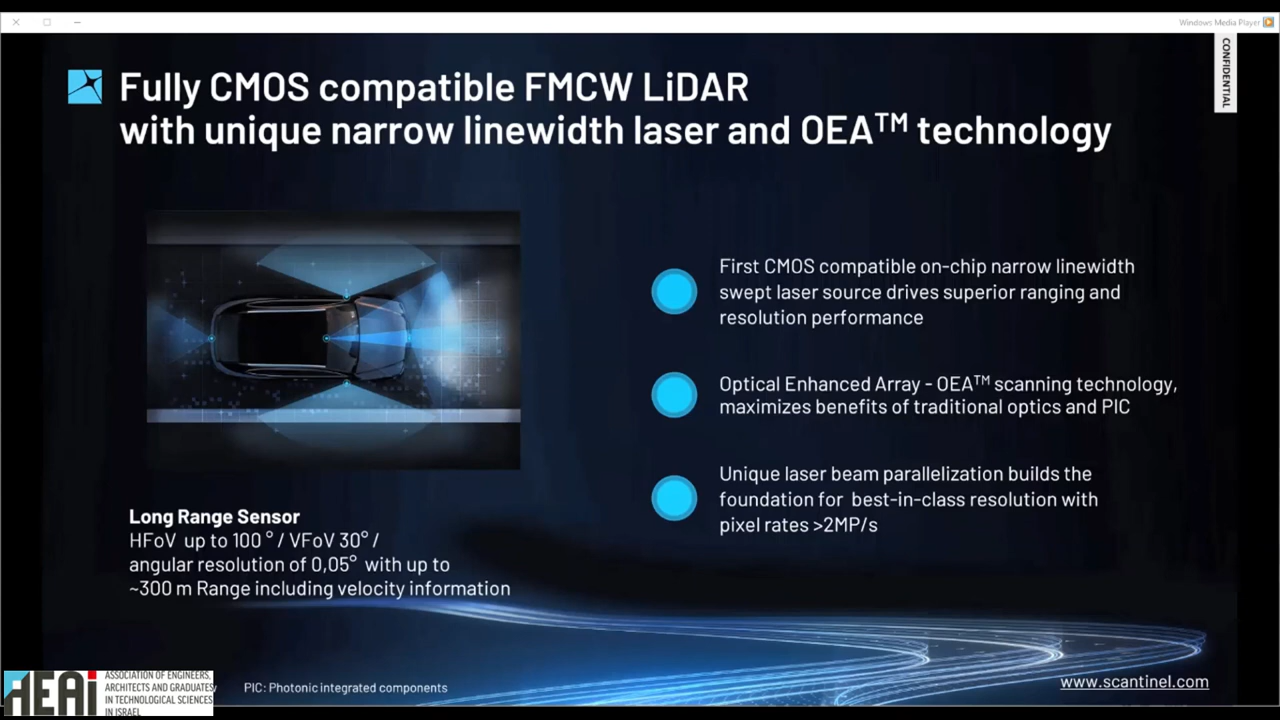 Windows Media Player
CONFIDENTIAL
Fully CMOS compatible FMCW LiDAR
with unique narrow linewidth laser and OEA™ technology
First CMOS compatible on-chip narrow linewidth
swept laser source drives superior ranging and
resolution performance
Optical Enhanced Array - OEA™ scanning technology,
maximizes benefits of traditional optics and PIC
Unique laser beam parallelization builds the
foundation for best-in-class resolution with
pixel rates >2MP/s
Long Range Sensor
HFoV up to 100 ° / VFoV 30° /
angular resolution of 0,05° with up to
~300 m Range including velocity information
AEAi
ASSOCIATION OF ENGINEERS,
ARCHITECTS AND GRADUATES
IN TECHNOLOGICAL SCIENCES
IN ISRAEL
PIC: Photonic integrated components
www.scantinel.com